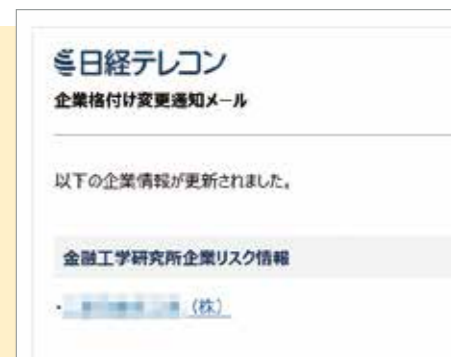 日経テレコン
企業格付け変更通知メール
以下の企業情報が更新されました。
金融工学研究所企業リスク情報
・（株）